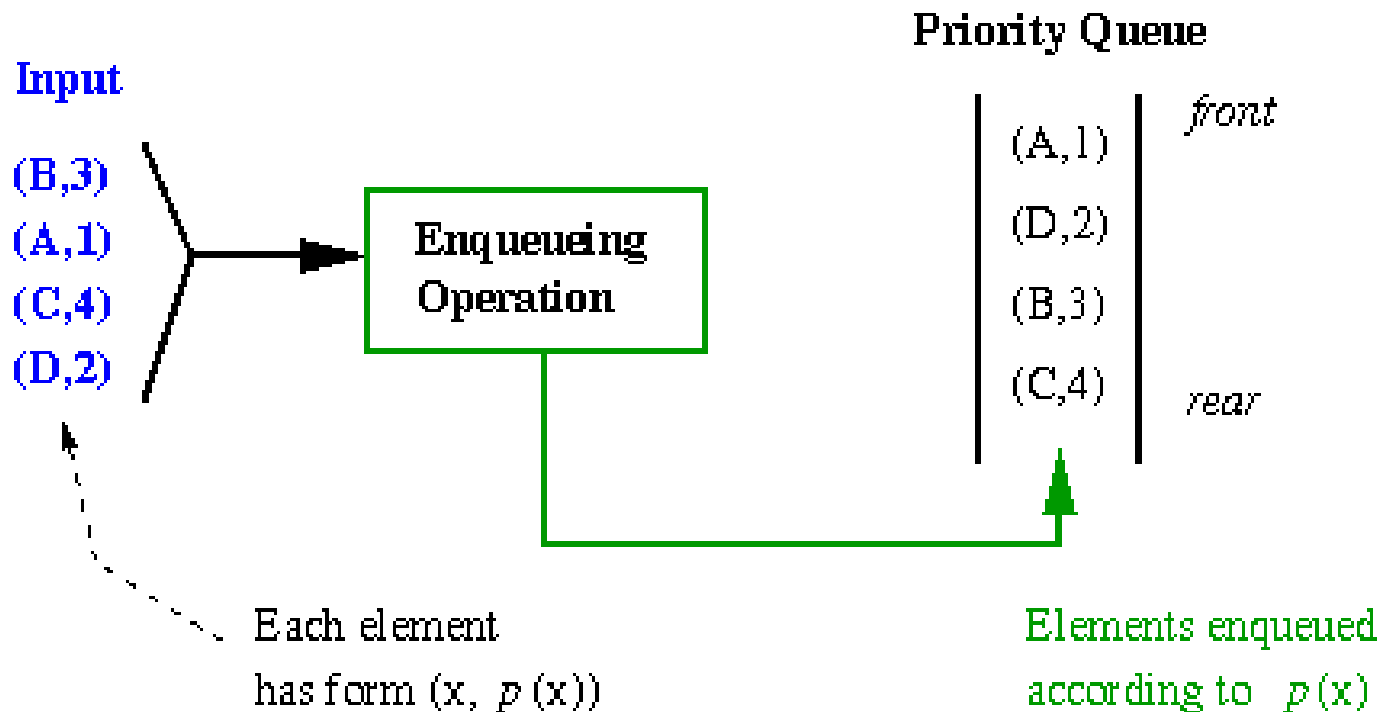 Priority Queue
Input
front
(B,3)
(A,1)
(C,4)
(D,2)
Enqueueing
Operation
(A,1)
(D,2)
(B,3)
(C,4)
rear
Each element
has form (x, p(x))
Elements enqueued
according to p(x)